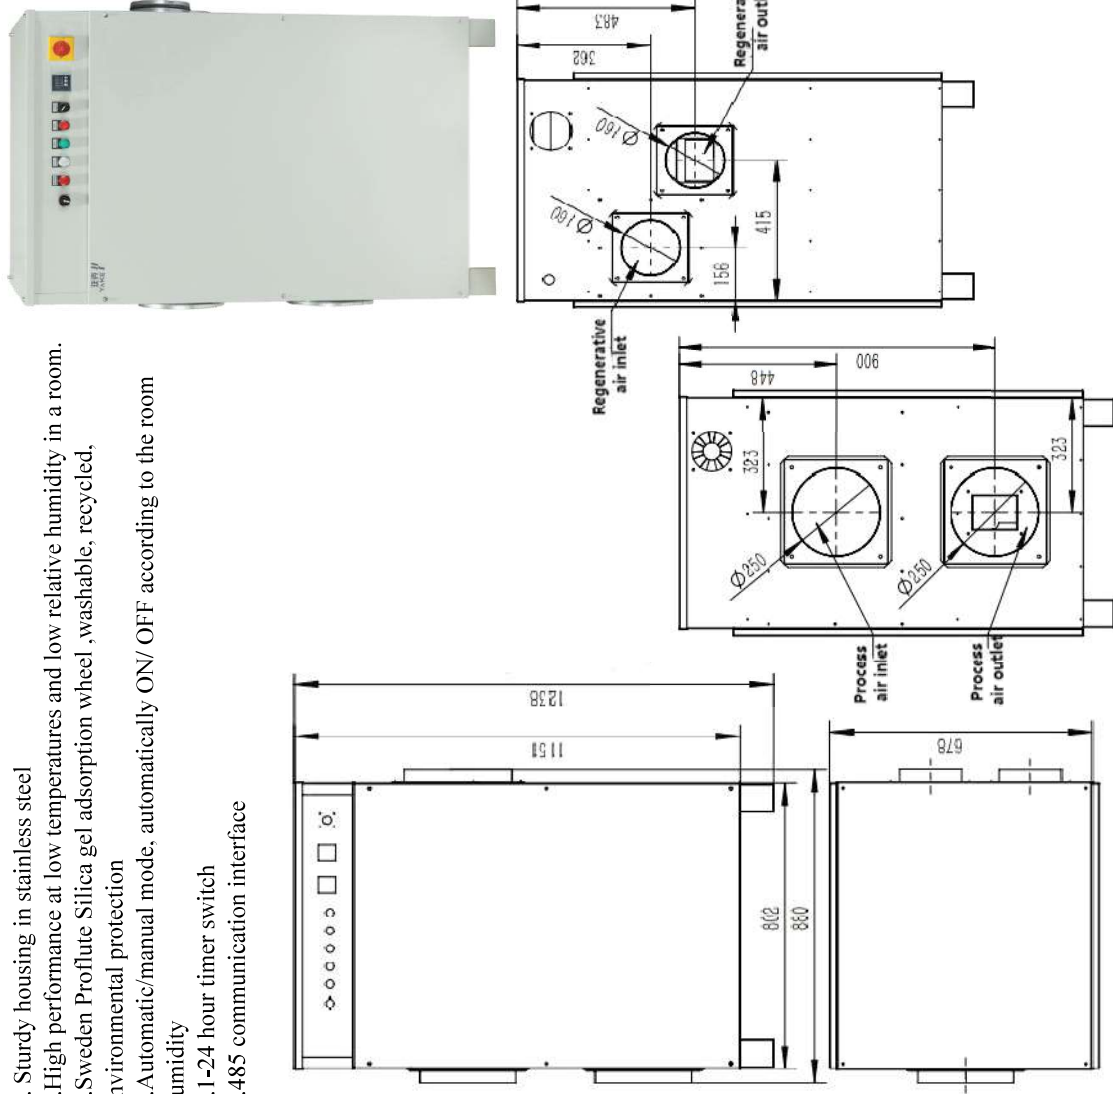 . Sturdy housing in stainless steel
.High performance at low temperatures and low relative humidity in a room.
.Sweden Proflute Silica gel adsorption wheel ,washable, recycled,
nvironmental protection
.Automatic/manual mode, automatically ON/ OFF according to the room
umidity
.1-24 hour timer switch
.485 communication interface
YAKE
483
362
Regenera
air outl
Ø160
Ø160
415
156
Regenerative
air inlet
900
448
323
323
Ø250
Ø250
Process
air inlet
Process
air outlet
1238
1151
802
880
678